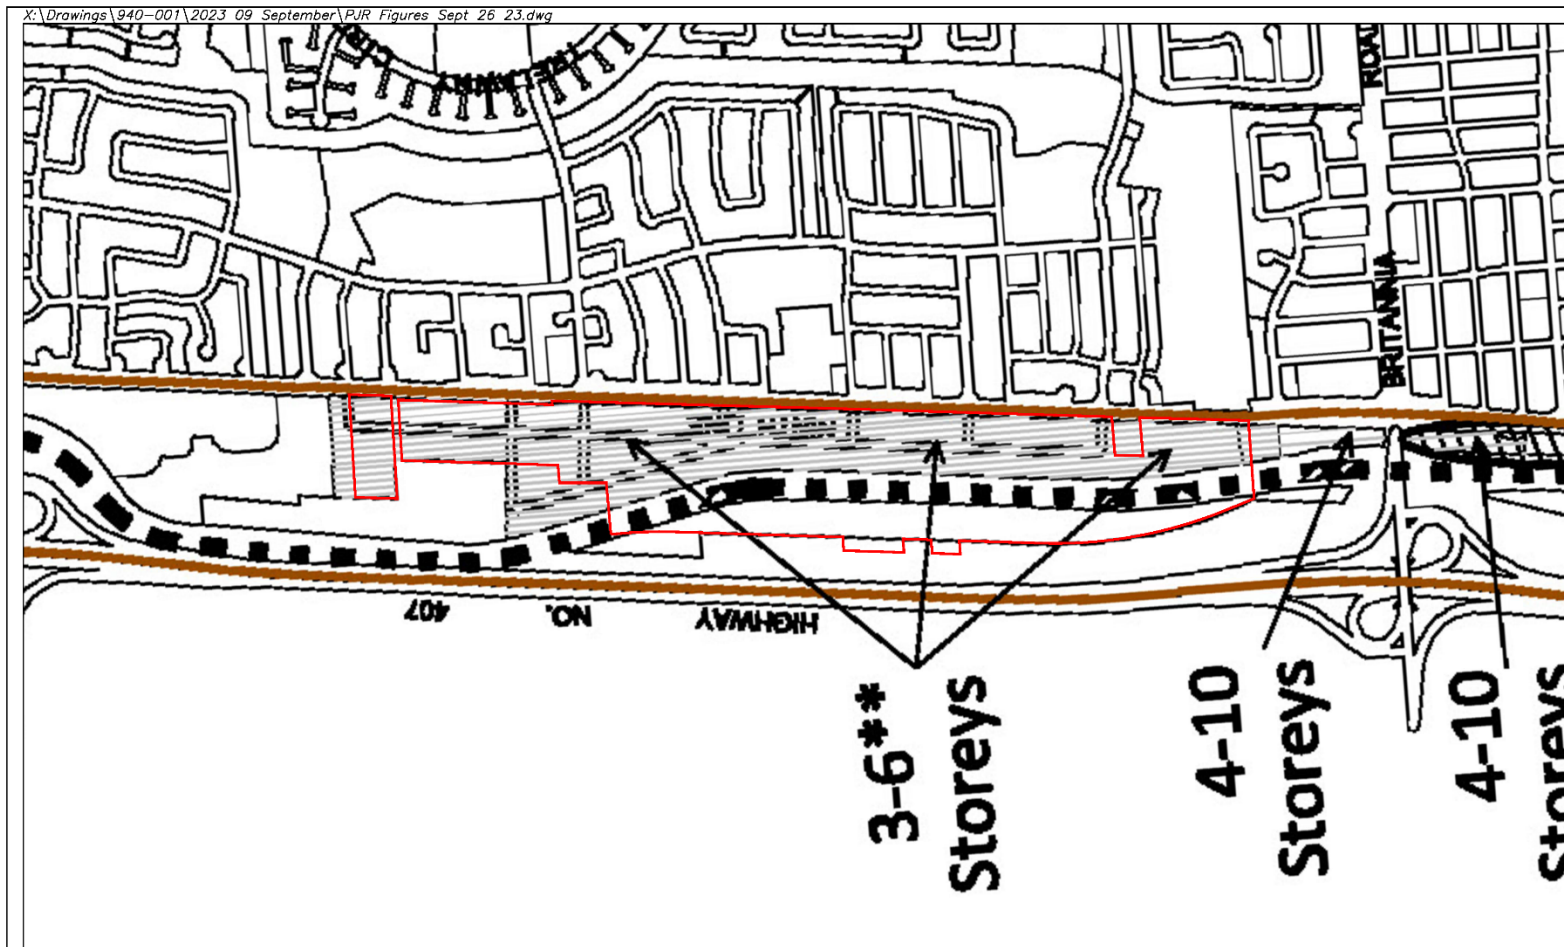 X:\Drawings\940-001\2023 09 September\PJR Figures Sept 26 23.dwg
ROAD
BRITANNIA
HIGHWAY NO. 407
3-6**
Storeys
4-10
Storeys
4-10
Storeys